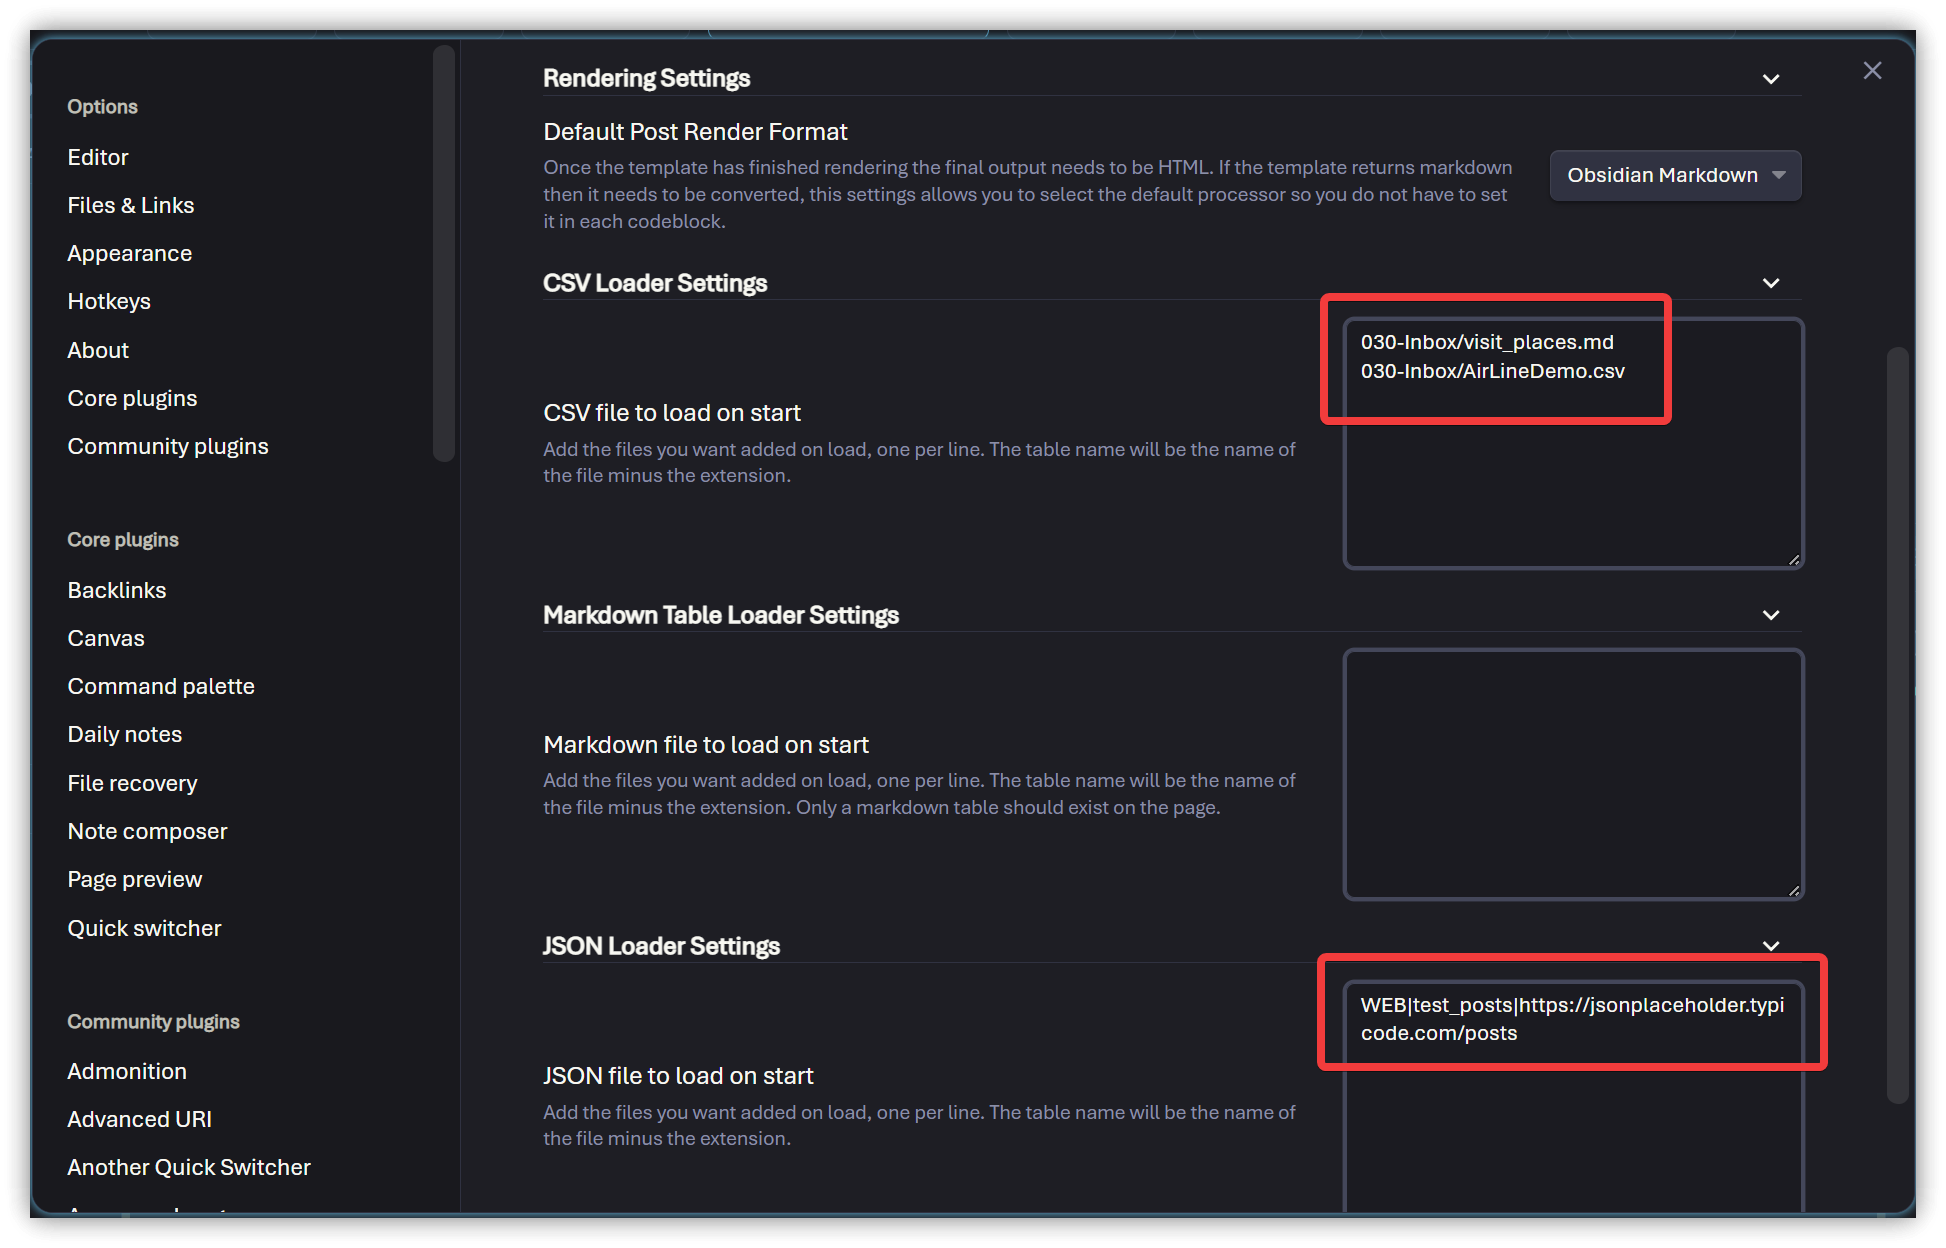 Options
Editor
Files & Links
Appearance
Hotkeys
About
Core plugins
Community plugins
Core plugins
Backlinks
Canvas
Command palette
Daily notes
File recovery
Note composer
Page preview
Quick switcher
Community plugins
Admonition
Advanced URI
Another Quick Switcher
Rendering Settings
Default Post Render Format
Once the template has finished rendering the final output needs to be HTML. If the template returns markdown
then it needs to be converted, this settings allows you to select the default processor so you do not have to set
it in each codeblock.
Obsidian Markdown
CSV Loader Settings
CSV file to load on start
Add the files you want added on load, one per line. The table name will be the name of
the file minus the extension.
030-Inbox/visit_places.md
030-Inbox/AirLineDemo.csv
Markdown Table Loader Settings
Markdown file to load on start
Add the files you want added on load, one per line. The table name will be the name of
the file minus the extension. Only a markdown table should exist on the page.
JSON Loader Settings
JSON file to load on start
Add the files you want added on load, one per line. The table name will be the name of
the file minus the extension.
WEB|test_posts|https://jsonplaceholder.typi
code.com/posts